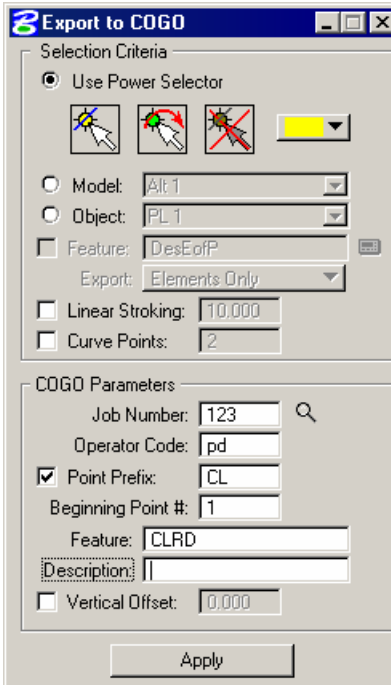 Export to COGO
Selection Criteria
Use Power Selector
Model: Alt 1
Object: PL 1
Feature: DesEofP
Export: Elements Only
Linear Stroking: 10.000
Curve Points: 2
COGO Parameters
Job Number: 123
Operator Code: pd
Point Prefix: CL
Beginning Point #: 1
Feature: CLRD
Description:
Vertical Offset: 0.000
Apply